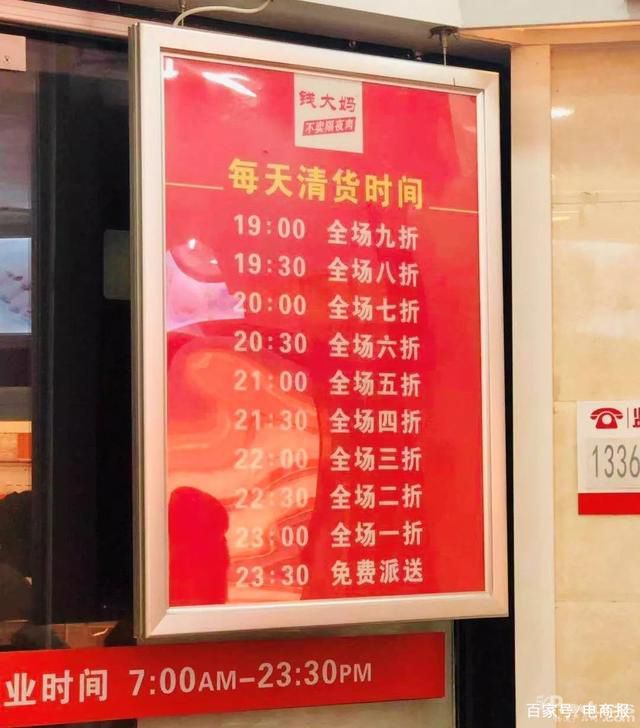 钱大妈
不卖隔夜肉
每天清货时间
19:00 全场九折
19:30 全场八折
20:00 全场七折
20:30 全场六折
21:00 全场五折
21:30 全场四折
22:00 全场三折
22:30 全场二折
23:00 全场一折
23:30 免费派送
业时间 7:00AM-23:30PM
1336
百家号 电商报